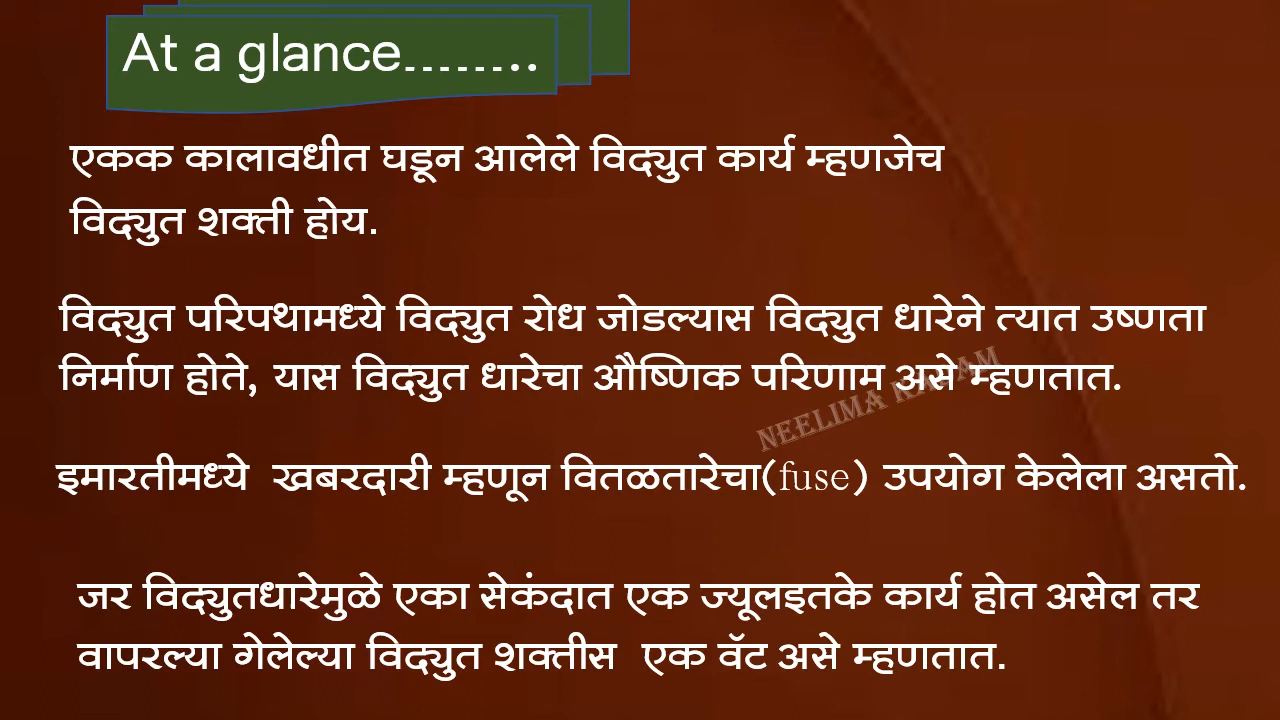 At a glance........
एकक कालावधीत घडून आलेले विद्युत कार्य म्हणजेच
विद्युत शक्ती होय.
विद्युत परिपथामध्ये विद्युत रोध जोडल्यास विद्युत धारेने त्यात उष्णता
निर्माण होते, यास विद्युत धारेचा औष्णिक परिणाम असे म्हणतात.
NEELIMA
इमारतीमध्ये खबरदारी म्हणून वितळतारेचा(fuse) उपयोग केलेला असतो.
जर विद्युतधारेमुळे एका सेकंदात एक ज्यूलइतके कार्य होत असेल तर
वापरल्या गेलेल्या विद्युत शक्तीस एक वॅट असे म्हणतात.